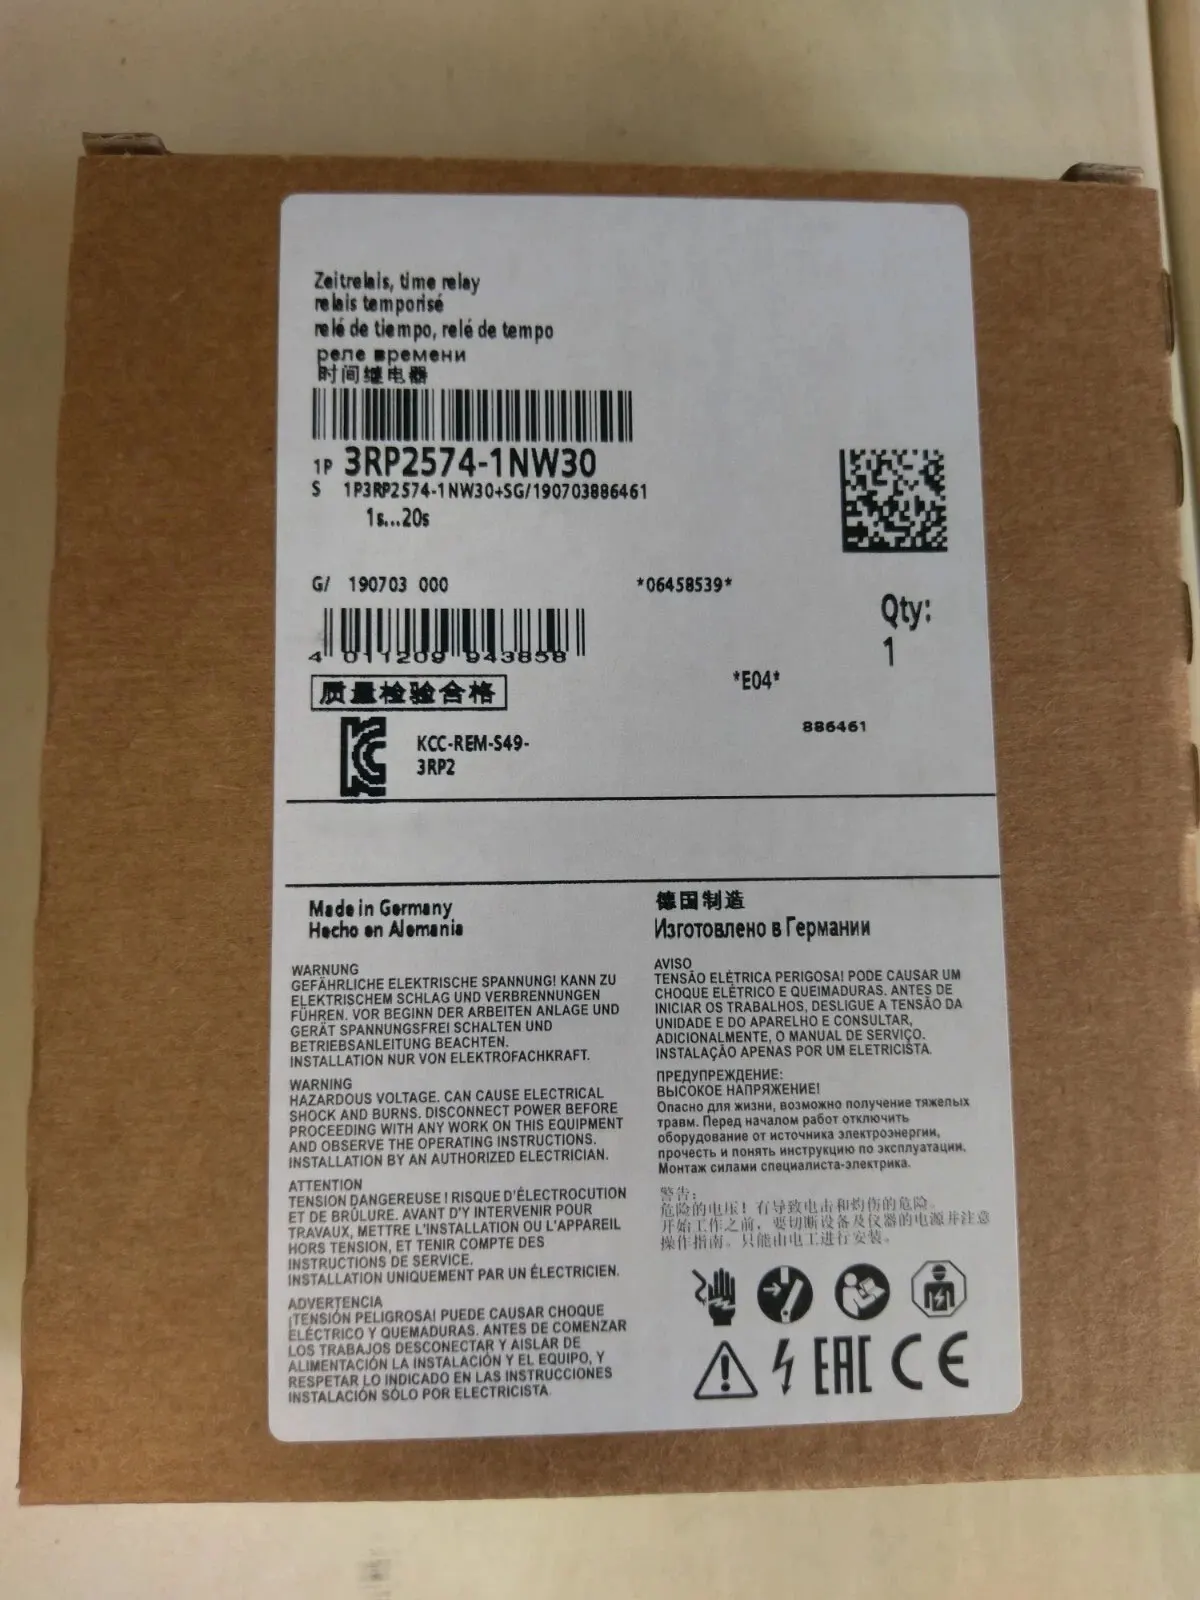 Zeitrelais, time relay
relais temporisé
relé de tiempo, relé de tempo
реле времени
时间继电器
1P 3RP2574-1NW30
S 1P3RP2574-1NW30+SG/190703886461
1s...20s
G/ 190703 000
*06458539*
Qty:
1
4 011209 943858
*E04*
质量检验合格
886461
KCC-REM-S49-
3RP2
Made in Germany
Hecho en Alemania
德国制造
Изготовлено в Германии
WARNUNG
GEFÄHRLICHE ELEKTRISCHE SPANNUNG! KANN ZU
ELEKTRISCHEM SCHLAG UND VERBRENNUNGEN
FÜHREN. VOR BEGINN DER ARBEITEN ANLAGE UND
GERÄT SPANNUNGSFREI SCHALTEN UND
BETRIEBSANLEITUNG BEACHTEN.
INSTALLATION NUR VON ELEKTROFACHKRAFT.
WARNING
HAZARDOUS VOLTAGE. CAN CAUSE ELECTRICAL
SHOCK AND BURNS. DISCONNECT POWER BEFORE
PROCEEDING WITH ANY WORK ON THIS EQUIPMENT
AND OBSERVE THE OPERATING INSTRUCTIONS.
INSTALLATION BY AN AUTHORIZED ELECTRICIAN.
ATTENTION
TENSION DANGEREUSE ! RISQUE D'ÉLECTROCUTION
ET DE BRÛLURE. AVANT D'Y INTERVENIR POUR
TRAVAUX, METTRE L'INSTALLATION OU L'APPAREIL
HORS TENSION, ET TENIR COMPTE DES
INSTRUCTIONS DE SERVICE.
INSTALLATION UNIQUEMENT PAR UN ÉLECTRICIEN.
ADVERTENCIA
¡TENSIÓN PELIGROSA! PUEDE CAUSAR CHOQUE
ELÉCTRICO Y QUEMADURAS. ANTES DE COMENZAR
LOS TRABAJOS DESCONECTAR Y AISLAR DE
ALIMENTACIÓN LA INSTALACIÓN Y EL EQUIPO, Y
RESPETAR LO INDICADO EN LAS INSTRUCCIONES
INSTALACIÓN SÓLO POR ELECTRICISTA
AVISO
TENSÃO ELÉTRICA PERIGOSA! PODE CAUSAR UM
CHOQUE ELÉTRICO E QUEIMADURAS. ANTES DE
INICIAR OS TRABALHOS, DESLIGUE A TENSÃO DA
UNIDADE E DO APARELHO E CONSULTAR,
ADICIONALMENTE, O MANUAL DE SERVIÇO.
INSTALAÇÃO APENAS POR UM ELETRICISTA.
ПРЕДУПРЕЖДЕНИЕ:
ВЫСОКОЕ НАПРЯЖЕНИЕ!
Опасно для жизни, возможно получение тяжелых
травм. Перед началом работ отключить
оборудование от источника электроэнергии,
прочесть и понять инструкцию по эксплуатации.
Монтаж силами специалиста-электрика.
警告:
危险的电压！有导致电击和灼伤的危险。
开始工作之前，要切断设备及仪器的电源并注意
操作指南。只能由电工进行安装。
EAC CE